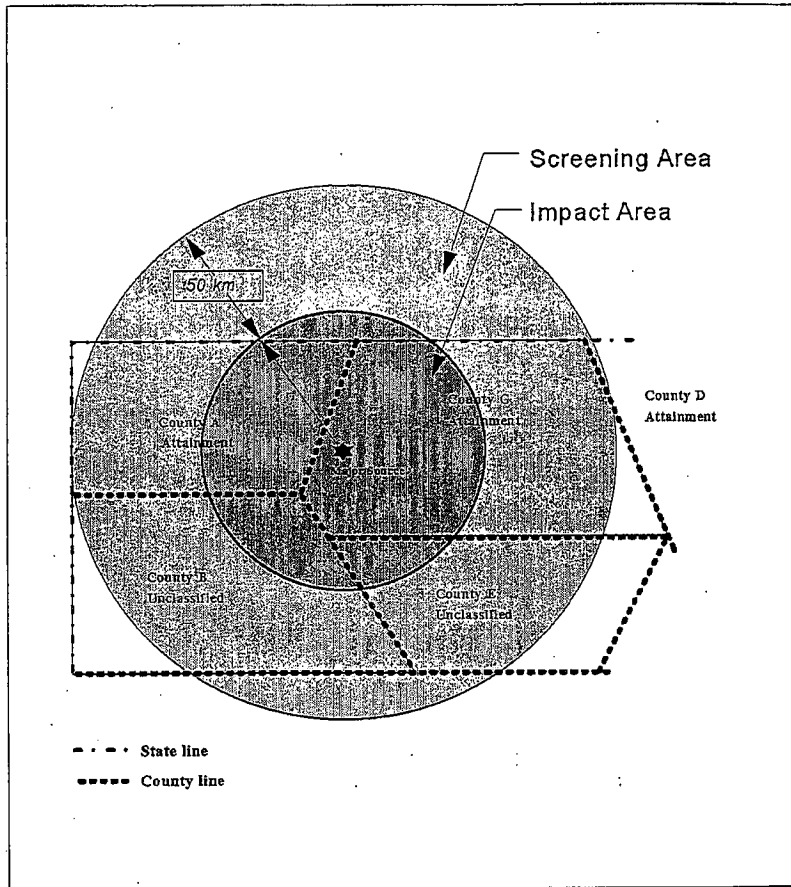 Screening Area
Impact Area
50 km
County D
Attainment
County A
Attainment
County
Attainment
County
Unclassified
County E
Unclassified
State line
County line